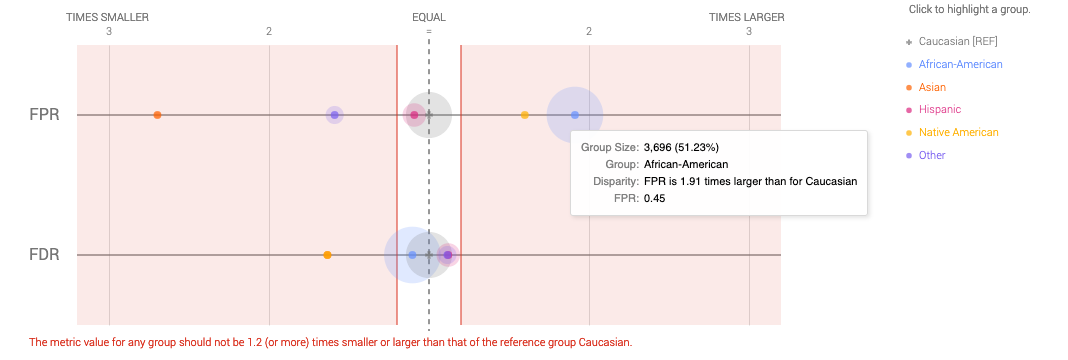 TIMES SMALLER EQUAL TIMES LARGER
3 2 = 2 3
Click to highlight a group.
Caucasian [REF]
African-American
Asian
Hispanic
Native American
Other
FPR
Group Size: 3,696 (51.23%)
Group: African-American
Disparity: FPR is 1.91 times larger than for Caucasian
FPR: 0.45
FDR
The metric value for any group should not be 1.2 (or more) times smaller or larger than that of the reference group Caucasian.